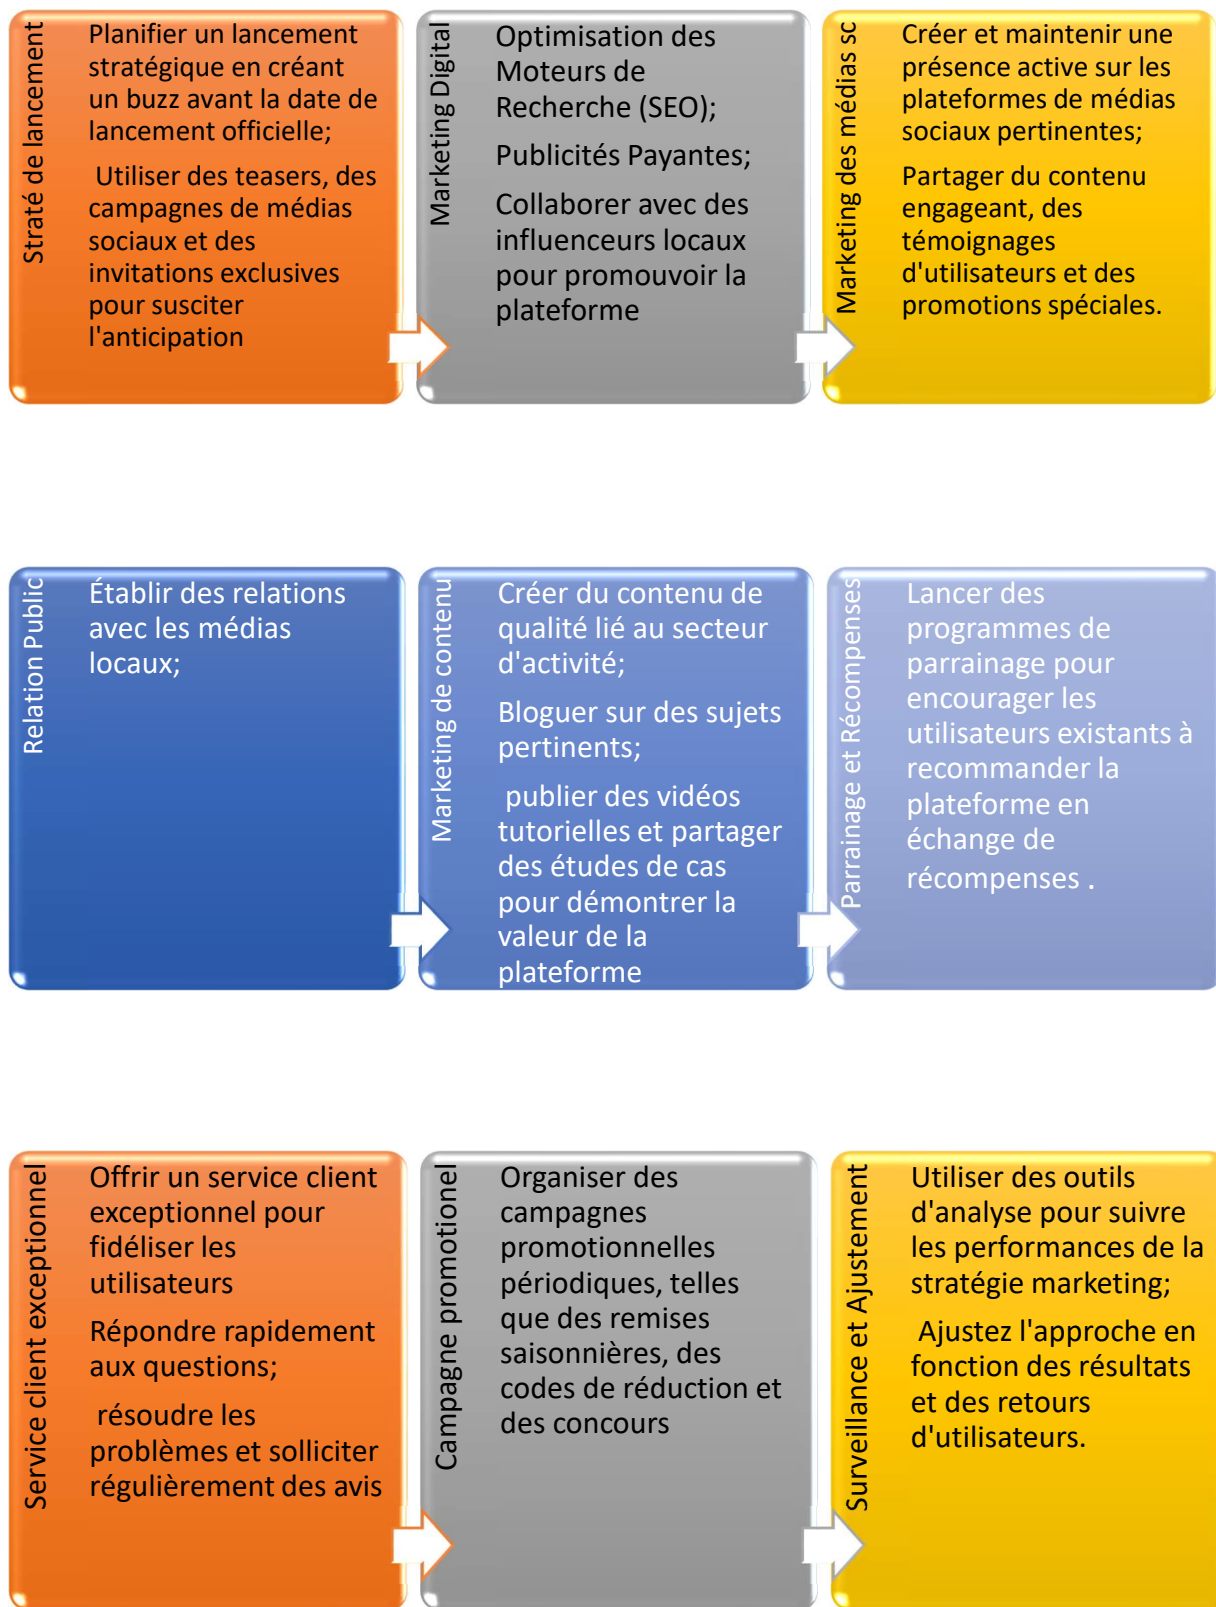 Straté de lancement
Planifier un lancement
stratégique en créant
un buzz avant la date de
lancement officielle;
Utiliser des teasers, des
campagnes de médias
sociaux et des
invitations exclusives
pour susciter
l'anticipation
Marketing Digital
Optimisation des
Moteurs de
Recherche (SEO);
Publicités Payantes;
Collaborer avec des
influenceurs locaux
pour promouvoir la
plateforme
Marketing des médias sc
Créer et maintenir une
présence active sur les
plateformes de médias
sociaux pertinentes;
Partager du contenu
engageant, des
témoignages
d'utilisateurs et des
promotions spéciales.
Relation Public
Établir des relations
avec les médias
locaux;
Marketing de contenu
Créer du contenu de
qualité lié au secteur
d'activité;
Bloguer sur des sujets
pertinents;
publier des vidéos
tutorielles et partager
des études de cas
pour démontrer la
valeur de la
plateforme
Parrainage et Récompenses
Lancer des
programmes de
parrainage pour
encourager les
utilisateurs existants à
recommander la
plateforme en
échange de
récompenses .
Service client exceptionnel
Offrir un service client
exceptionnel pour
fidéliser les
utilisateurs
Répondre rapidement
aux questions;
résoudre les
problèmes et solliciter
régulièrement des avis
Campagne promotionel
Organiser des
campagnes
promotionnelles
périodiques, telles
que des remises
saisonnières, des
codes de réduction et
des concours
Surveillance et Ajustement
Utiliser des outils
d'analyse pour suivre
les performances de la
stratégie marketing;
Ajustez l'approche en
fonction des résultats
et des retours
d'utilisateurs.